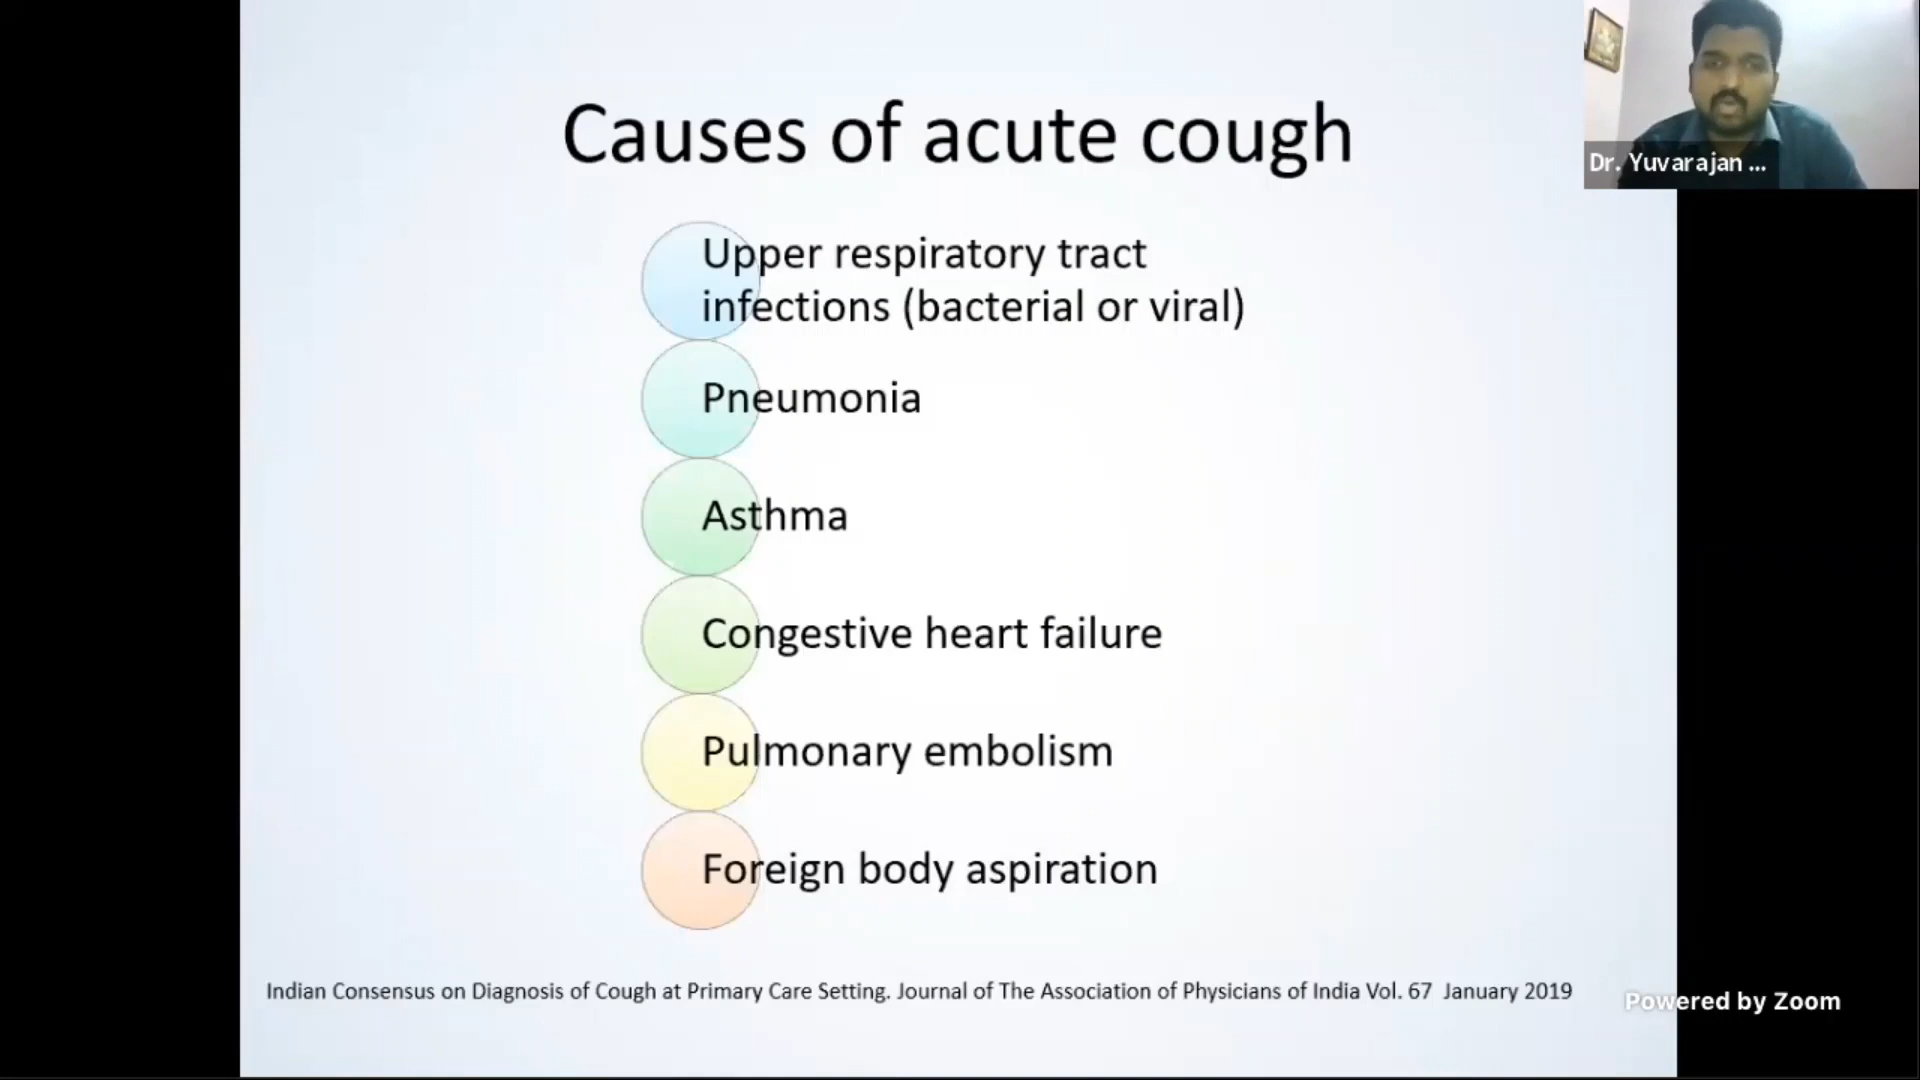 Causes of acute cough
Dr. Yuvarajan ...
Upper respiratory tract
infections (bacterial or viral)
Pneumonia
Asthma
Congestive heart failure
Pulmonary embolism
Foreign body aspiration
Indian Consensus on Diagnosis of Cough at Primary Care Setting. Journal of The Association of Physicians of India Vol. 67 January 2019
Powered by Zoom